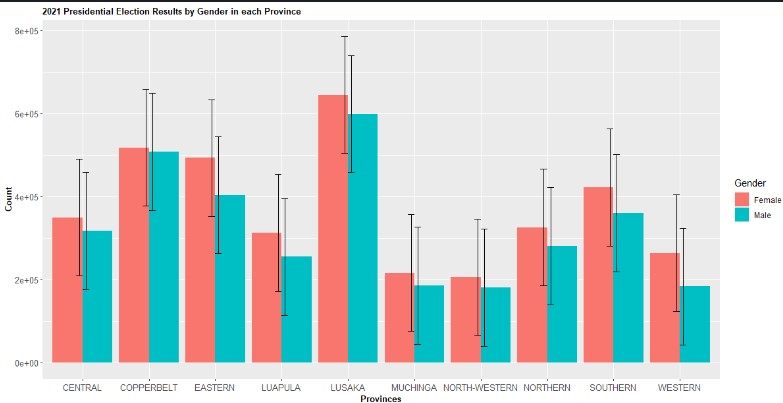 2021 Presidential Election Results by Gender in each Province
8e+05
6e+05
4e+05
2e+05
0e+00
Count
CENTRAL COPPERBELT EASTERN LUAPULA LUSAKA MUCHINGA NORTH-WESTERN NORTHERN SOUTHERN WESTERN
Provinces
Gender
Female
Male